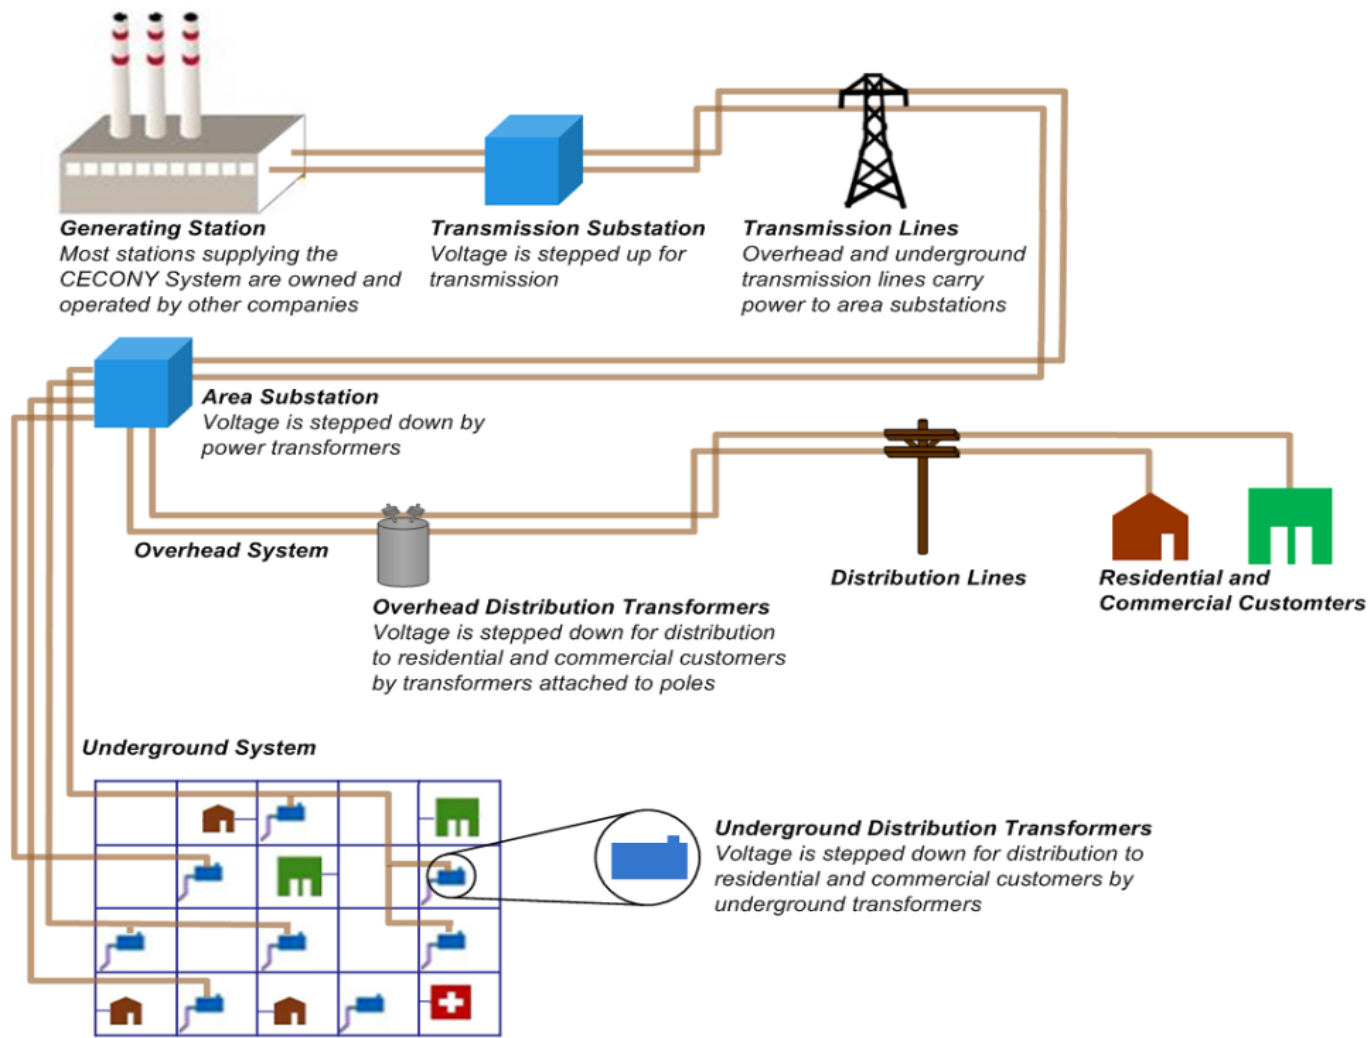 Generating Station
Most stations supplying the
CECONY System are owned and
operated by other companies
Transmission Substation
Voltage is stepped up for
transmission
Transmission Lines
Overhead and underground
transmission lines carry
power to area substations
Area Substation
Voltage is stepped down by
power transformers
Overhead System
Overhead Distribution Transformers
Voltage is stepped down for distribution
to residential and commercial customers
by transformers attached to poles
Distribution Lines
Residential and
Commercial Customters
Underground System
Underground Distribution Transformers
Voltage is stepped down for distribution to
residential and commercial customers by
underground transformers